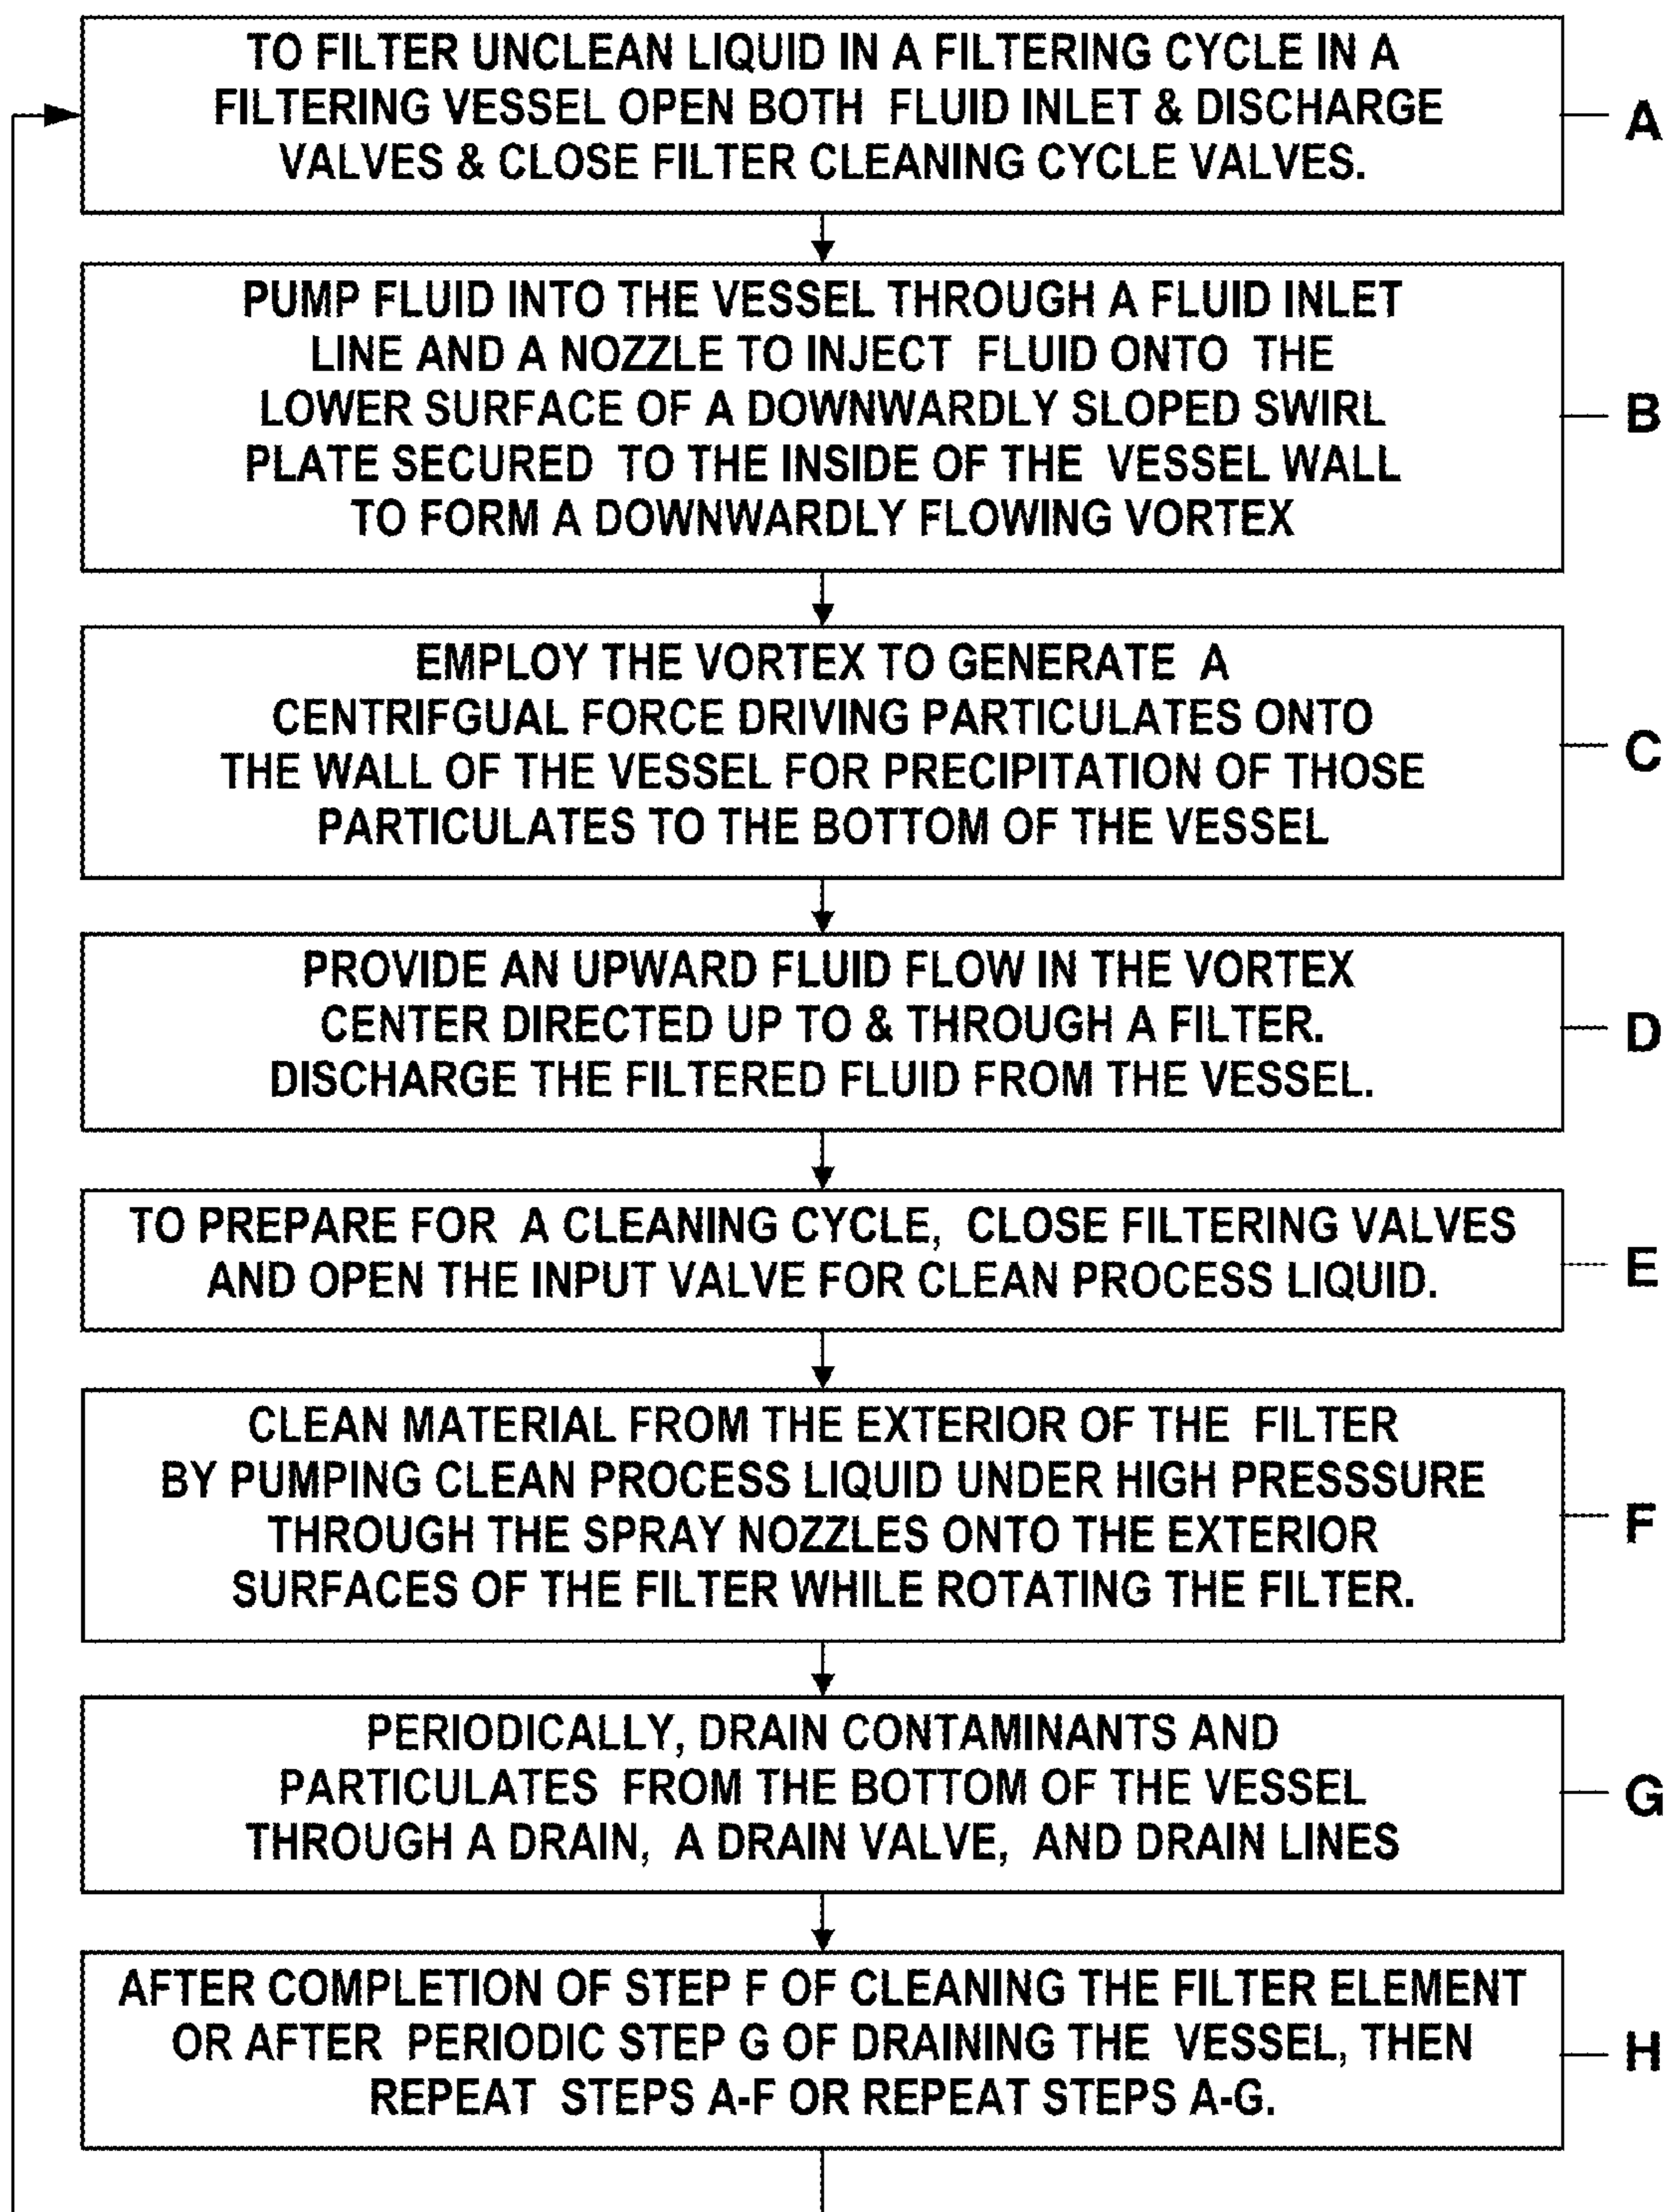 TO FILTER UNCLEAN LIQUID IN A FILTERING CYCLE IN A
FILTERING VESSEL OPEN BOTH FLUID INLET & DISCHARGE
VALVES & CLOSE FILTER CLEANING CYCLE VALVES.
A
PUMP FLUID INTO THE VESSEL THROUGH A FLUID INLET
LINE AND A NOZZLE TO INJECT FLUID ONTO THE
LOWER SURFACE OF A DOWNWARDLY SLOPED SWIRL
PLATE SECURED TO THE INSIDE OF THE VESSEL WALL
TO FORM A DOWNWARDLY FLOWING VORTEX
B
EMPLOY THE VORTEX TO GENERATE A
CENTRIFGUAL FORCE DRIVING PARTICULATES ONTO
THE WALL OF THE VESSEL FOR PRECIPITATION OF THOSE
PARTICULATES TO THE BOTTOM OF THE VESSEL
C
PROVIDE AN UPWARD FLUID FLOW IN THE VORTEX
CENTER DIRECTED UP TO & THROUGH A FILTER.
DISCHARGE THE FILTERED FLUID FROM THE VESSEL.
D
TO PREPARE FOR A CLEANING CYCLE, CLOSE FILTERING VALVES
AND OPEN THE INPUT VALVE FOR CLEAN PROCESS LIQUID.
E
CLEAN MATERIAL FROM THE EXTERIOR OF THE FILTER
BY PUMPING CLEAN PROCESS LIQUID UNDER HIGH PRESSSURE
THROUGH THE SPRAY NOZZLES ONTO THE EXTERIOR
SURFACES OF THE FILTER WHILE ROTATING THE FILTER.
F
PERIODICALLY, DRAIN CONTAMINANTS AND
PARTICULATES FROM THE BOTTOM OF THE VESSEL
THROUGH A DRAIN, A DRAIN VALVE, AND DRAIN LINES
G
AFTER COMPLETION OF STEP F OF CLEANING THE FILTER ELEMENT
OR AFTER PERIODIC STEP G OF DRAINING THE VESSEL, THEN
REPEAT STEPS A-F OR REPEAT STEPS A-G.
H